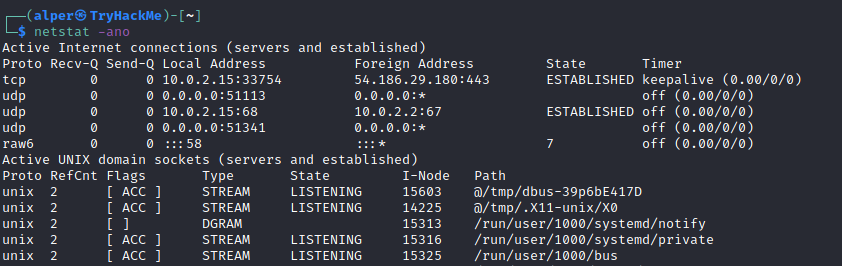 (alper㉿TryHackMe)-[~]
$ netstat -ano
Active Internet connections (servers and established)
Proto Recv-Q Send-Q Local Address           Foreign Address         State       Timer
tcp        0      0 10.0.2.15:33754         54.186.29.180:443       ESTABLISHED keepalive (0.00/0/0)
udp        0      0 0.0.0.0:51113           0.0.0.0:*                           off (0.00/0/0)
udp        0      0 10.0.2.15:68            10.0.2.2:67             ESTABLISHED off (0.00/0/0)
udp        0      0 0.0.0.0:51341           0.0.0.0:*                           off (0.00/0/0)
raw6       0      0 :::58                   :::*                    7           off (0.00/0/0)
Active UNIX domain sockets (servers and established)
Proto RefCnt Flags       Type       State         I-Node   Path
unix  2      [ ACC ]     STREAM     LISTENING     15603    @/tmp/dbus-39p6bE417D
unix  2      [ ACC ]     STREAM     LISTENING     14225    @/tmp/.X11-unix/X0
unix  2      [ ]         DGRAM                    15313    /run/user/1000/systemd/notify
unix  2      [ ACC ]     STREAM     LISTENING     15316    /run/user/1000/systemd/private
unix  2      [ ACC ]     STREAM     LISTENING     15325    /run/user/1000/bus